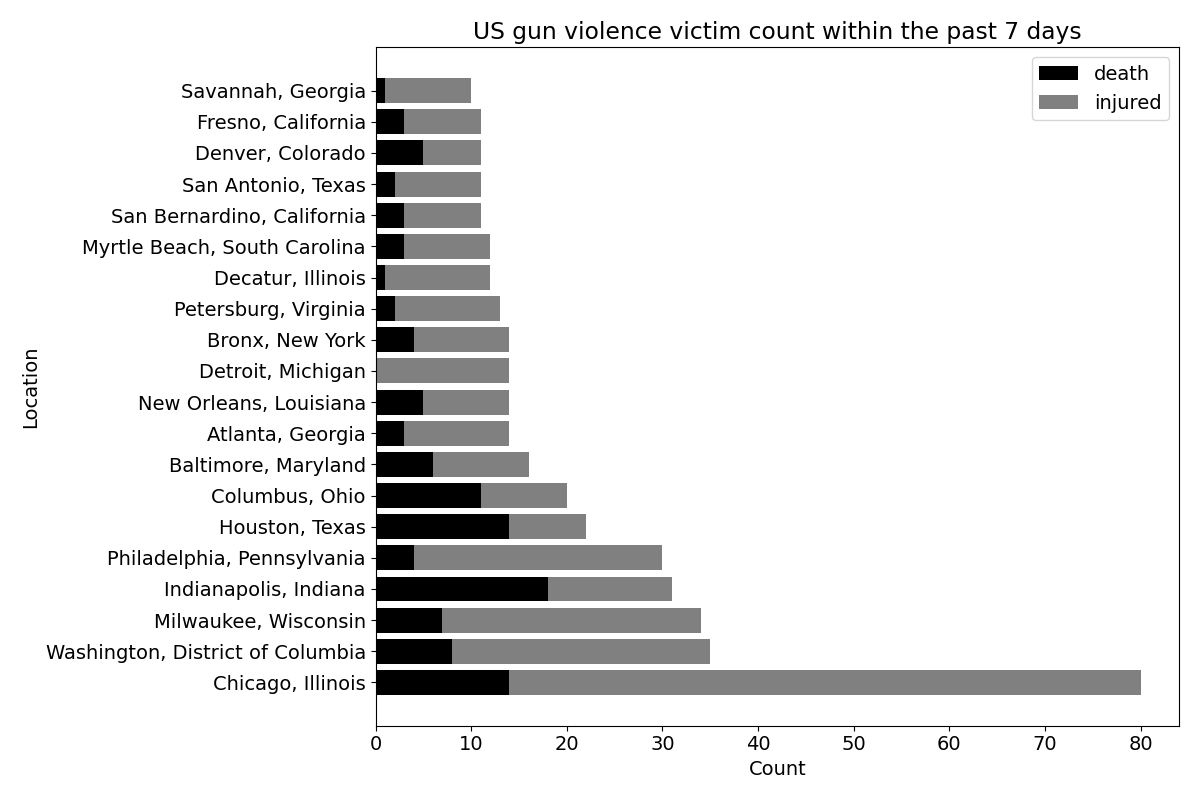 US gun violence victim count within the past 7 days
death
injured
Savannah, Georgia
Fresno, California
Denver, Colorado
San Antonio, Texas
San Bernardino, California
Myrtle Beach, South Carolina
Decatur, Illinois
Petersburg, Virginia
Bronx, New York
Detroit, Michigan
New Orleans, Louisiana
Atlanta, Georgia
Baltimore, Maryland
Columbus, Ohio
Houston, Texas
Philadelphia, Pennsylvania
Indianapolis, Indiana
Milwaukee, Wisconsin
Washington, District of Columbia
Chicago, Illinois
Location
0 10 20 30 40 50 60 70 80
Count